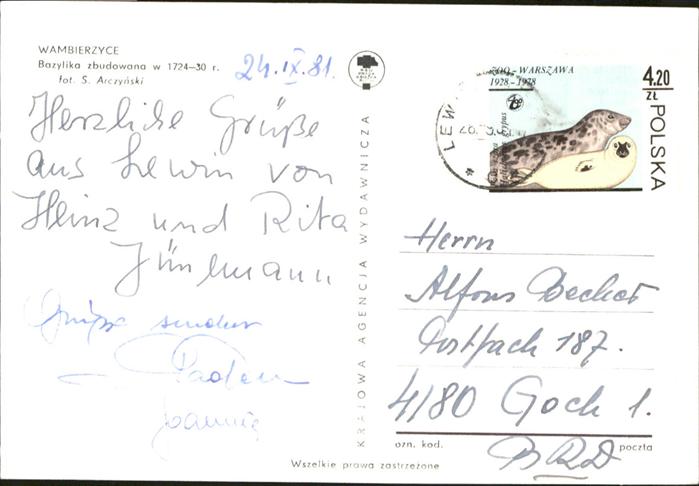 WAMBIERZYCE
Bazylika zbudowana w 1724—30 r.
fot. S. Arczyński
24.IX.81.
Herzliche Grüße
aus Lewin von
Heinz und Rita
Grüße sendet
Joanna
KRAJOWA AGENCJA WYDAWNICZA
ZOO - WARSZAWA
1928 - 1978
4.20
ZŁ
POLSKA
LEW
Herrn
Alfons Becker
Postfach 187.
4180 Goch 1.
BRD
ozn. kod. poczta
Wszelkie prawa zastrzeżone